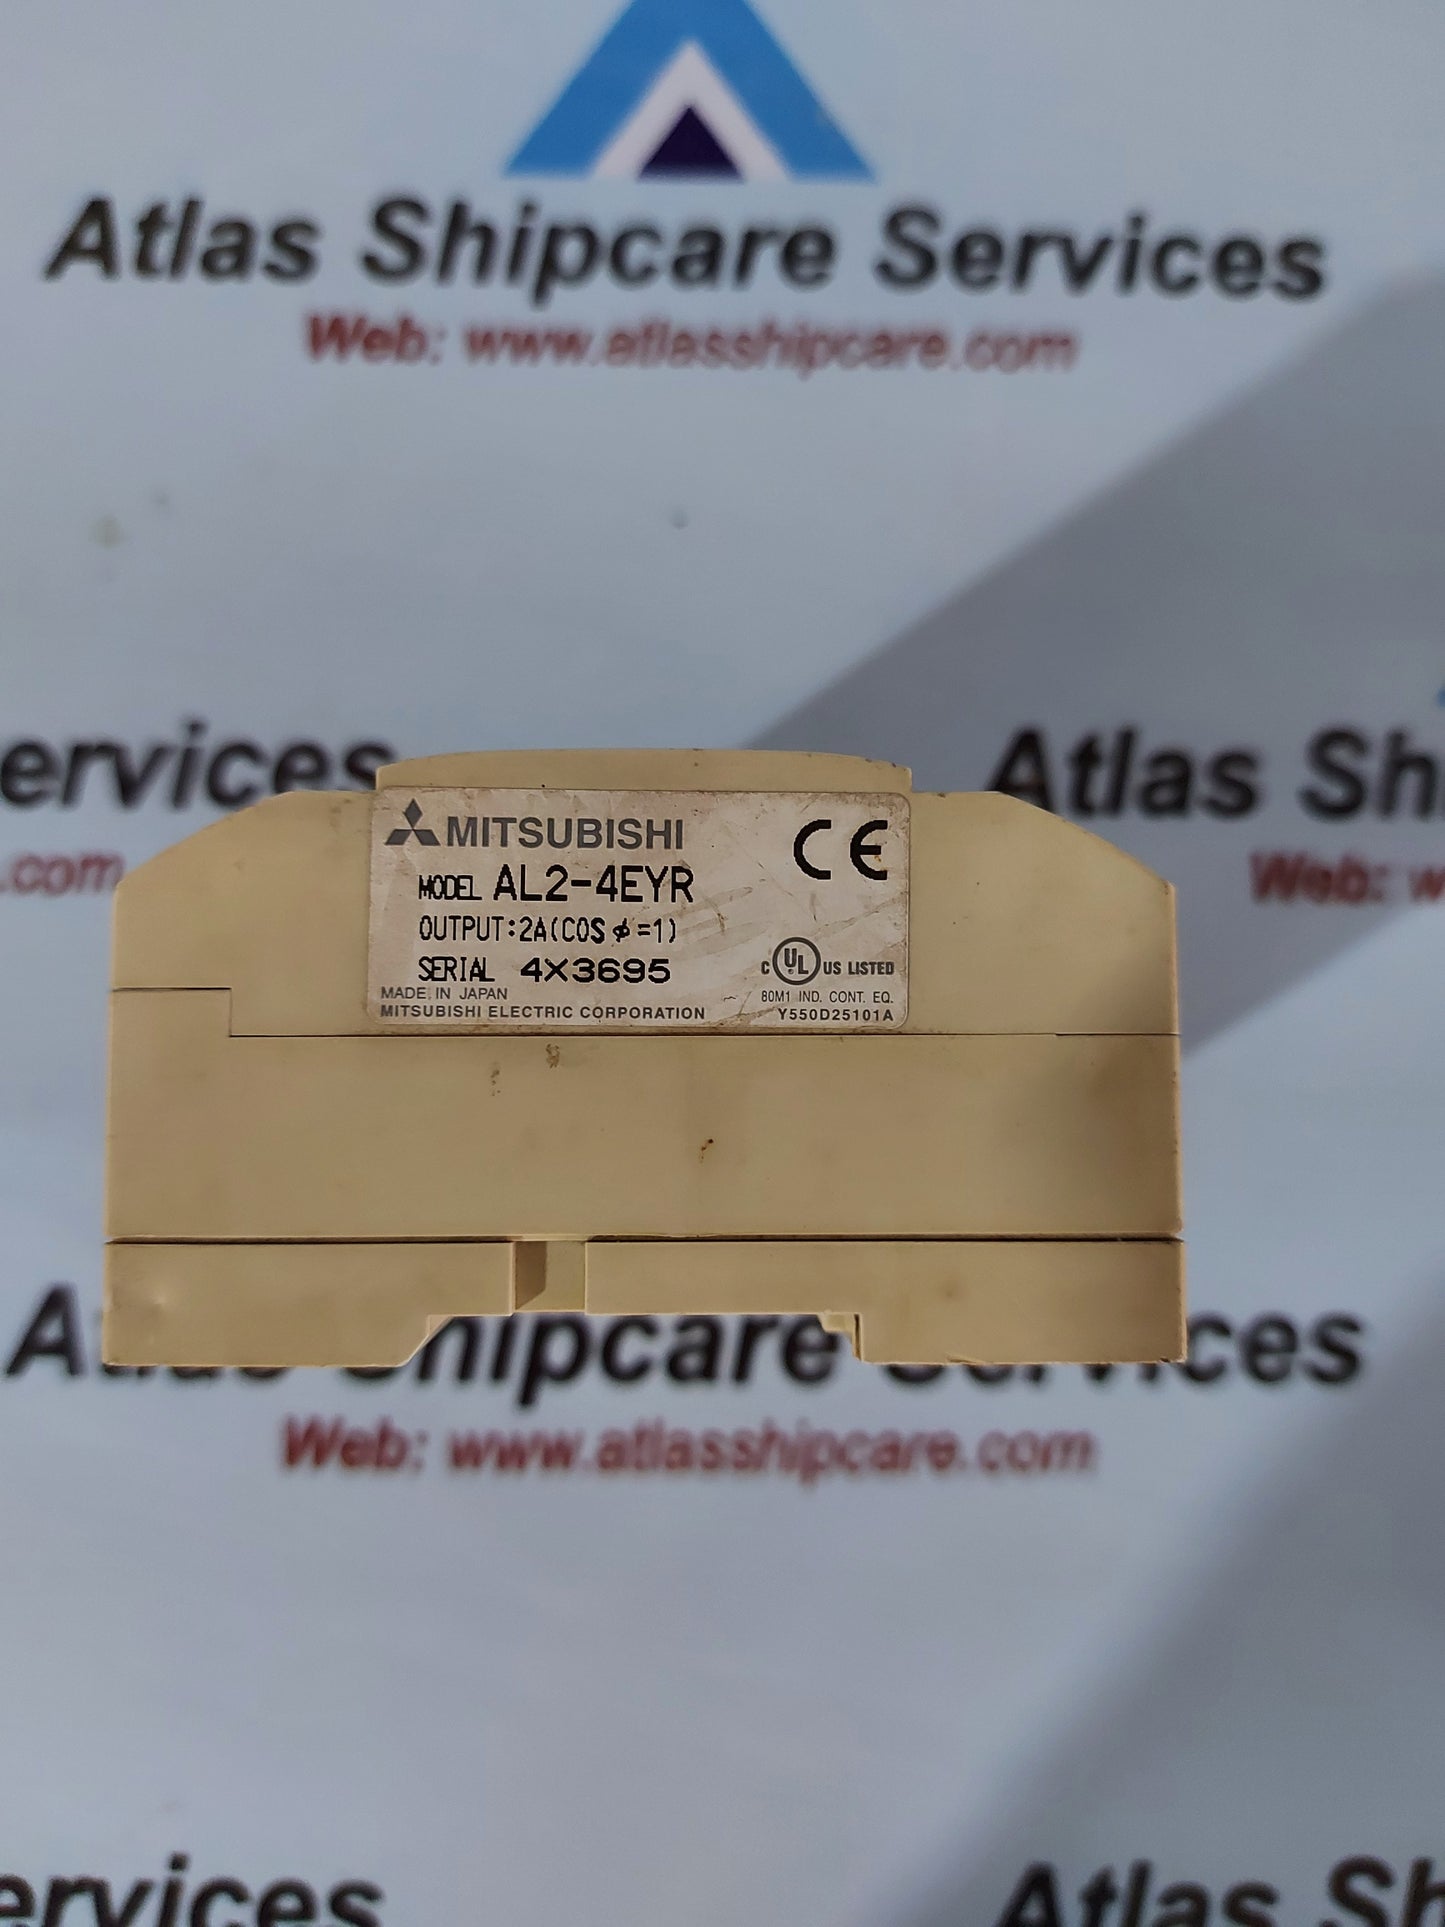 Atlas Shipcare Services
Web: www.atlasshipcare.com
ervices
Atlas Sh
.com
Web: w
MITSUBISHI
CE
MODEL AL2-4EYR
OUTPUT:2A(COS ϕ=1)
SERIAL 4X3695
C UL US LISTED
MADE IN JAPAN
80M1 IND. CONT. EQ.
MITSUBISHI ELECTRIC CORPORATION
Y550D25101A
Atlas Shipcare Services
Web: www.atlasshipcare.com
ervices
Atlas Sh